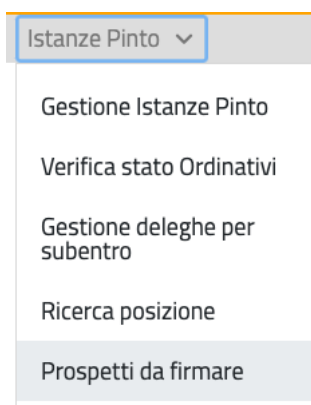 Istanze Pinto
Gestione Istanze Pinto
Verifica stato Ordinativi
Gestione deleghe per
subentro
Ricerca posizione
Prospetti da firmare